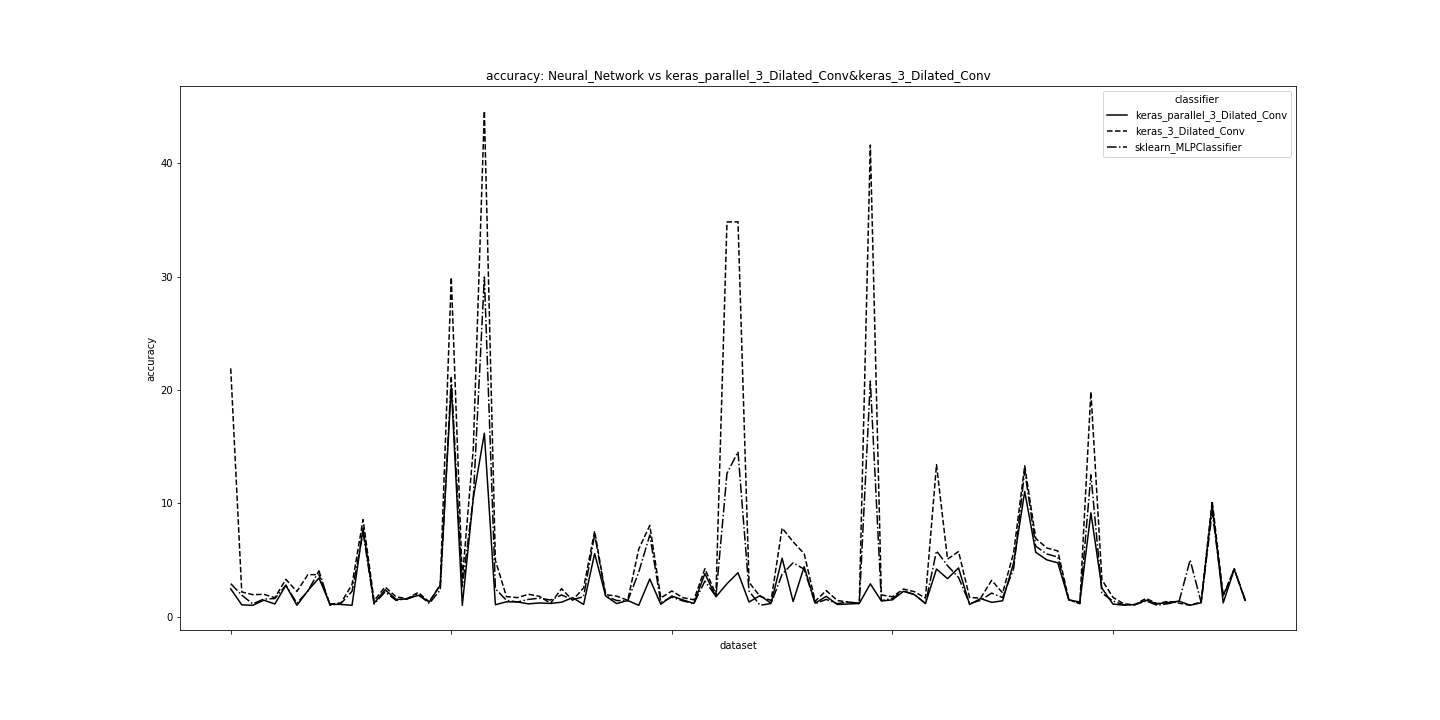 accuracy: Neural_Network vs keras_parallel_3_Dilated_Conv&keras_3_Dilated_Conv
classifier
keras_parallel_3_Dilated_Conv
keras_3_Dilated_Conv
sklearn_MLPClassifier
40
30
20
10
0
accuracy
dataset